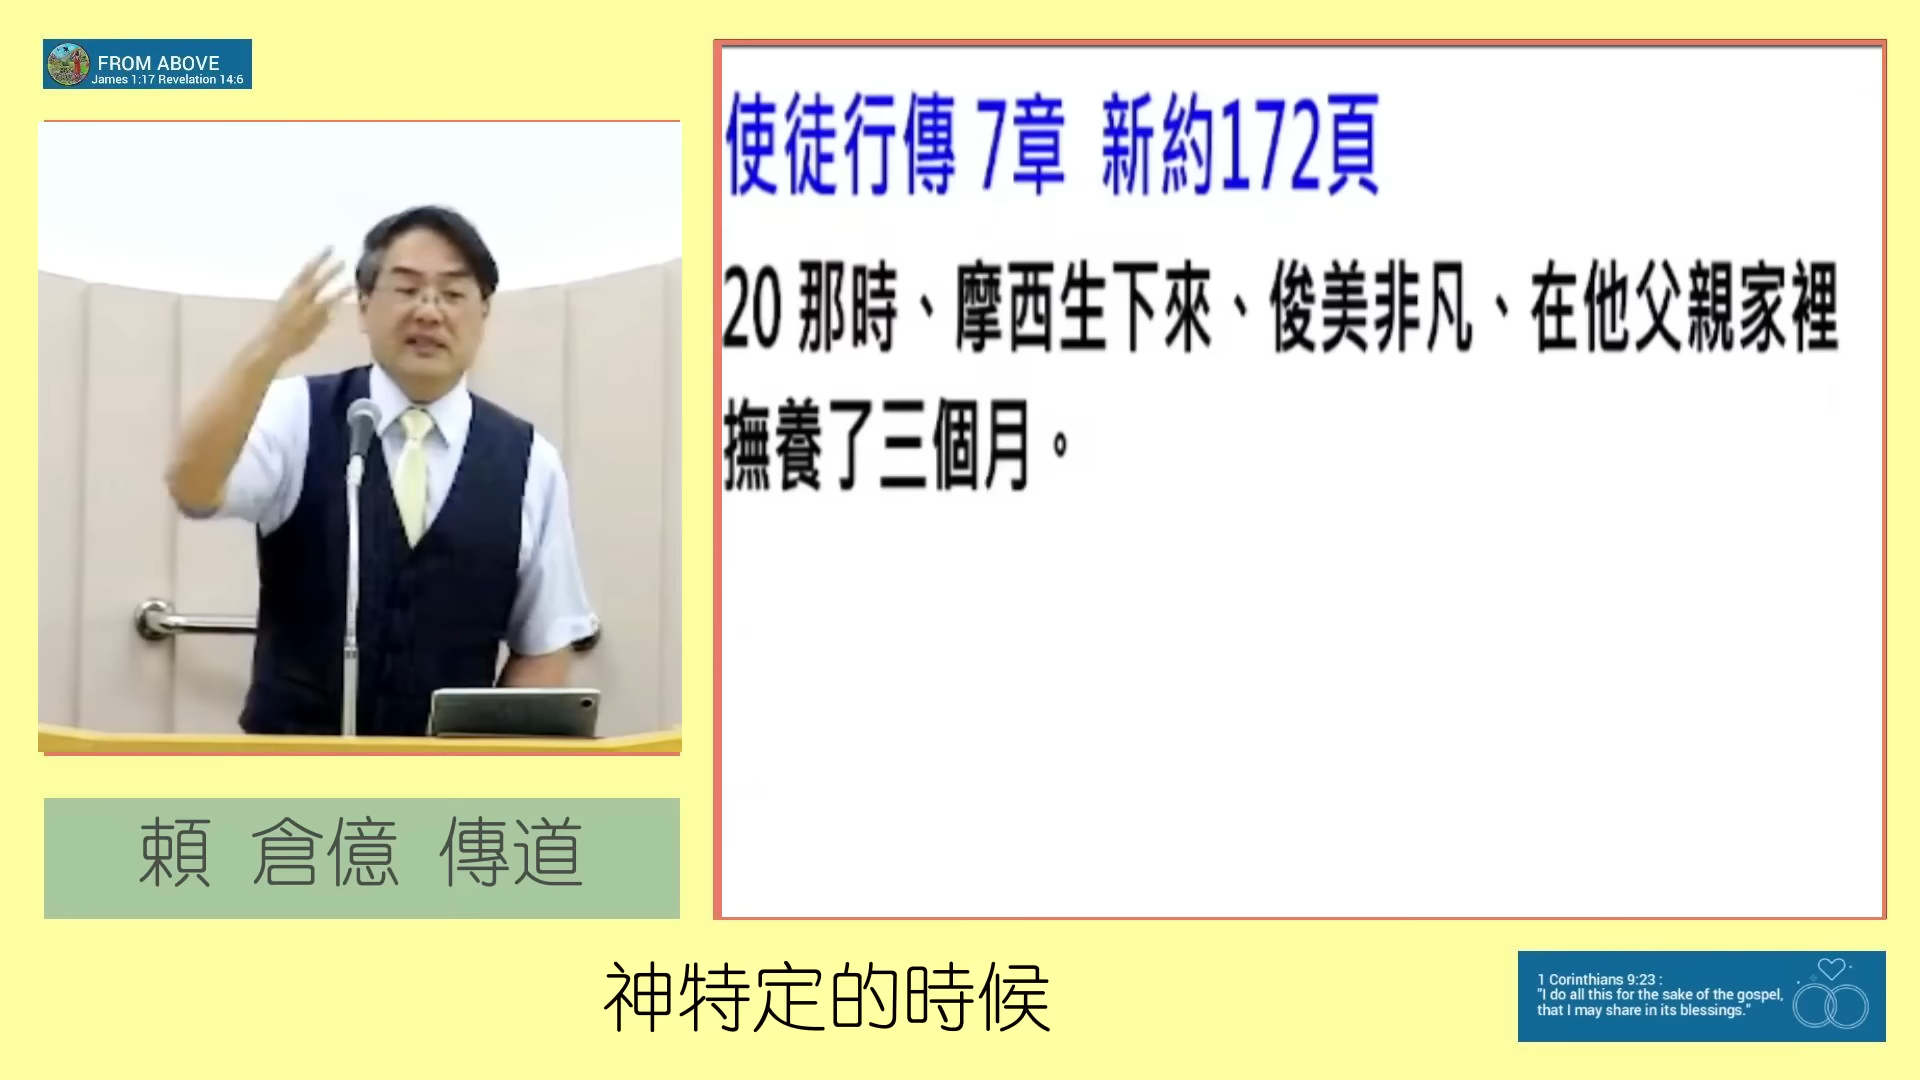 FROM ABOVE
James 1:17 Revelation 14:6
使徒行傳 7章 新約172頁
20 那時、摩西生下來、俊美非凡、在他父親家裡
撫養了三個月。
賴 倉億 傳道
神特定的時候
1 Corinthians 9:23 :
"I do all this for the sake of the gospel,
that I may share in its blessings."